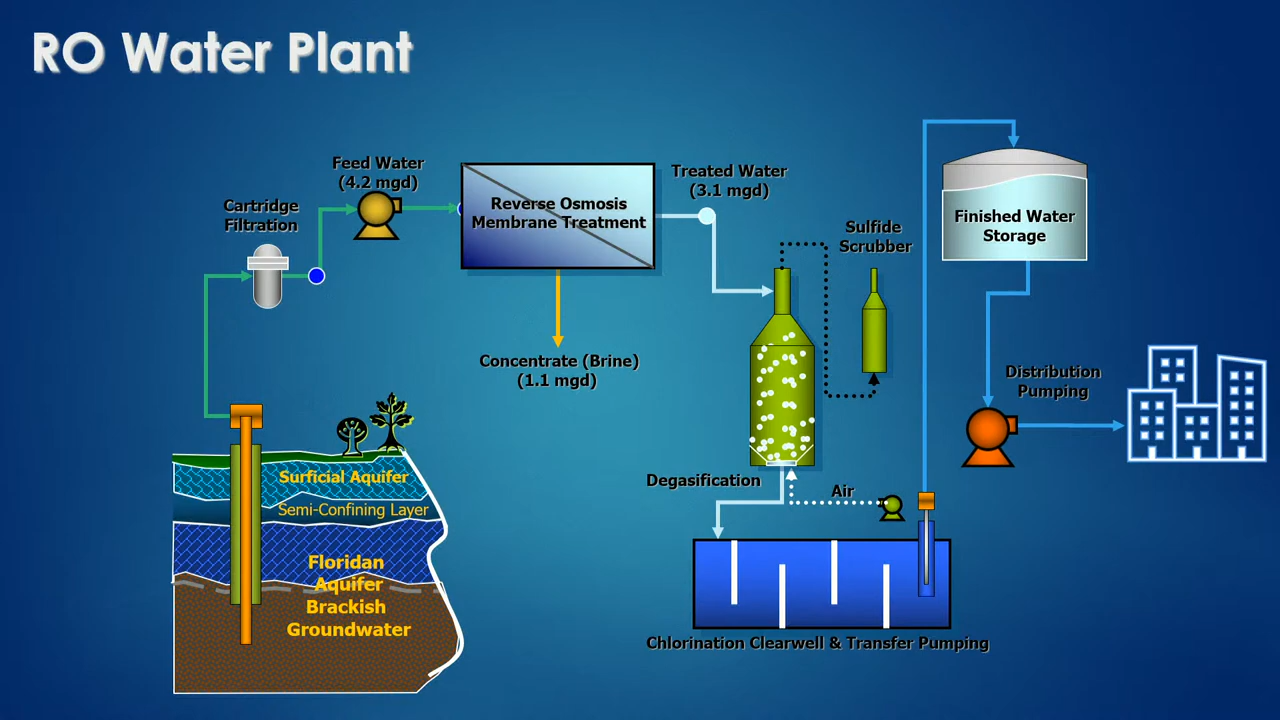 RO Water Plant
Feed Water
(4.2 mgd)
Cartridge
Filtration
Reverse Osmosis
Membrane Treatment
Treated Water
(3.1 mgd)
Concentrate (Brine)
(1.1 mgd)
Sulfide
Scrubber
Finished Water
Storage
Distribution
Pumping
Degasification
Air
Chlorination Clearwell & Transfer Pumping
Surficial Aquifer
Semi-Confining Layer
Floridan
Aquifer
Brackish
Groundwater